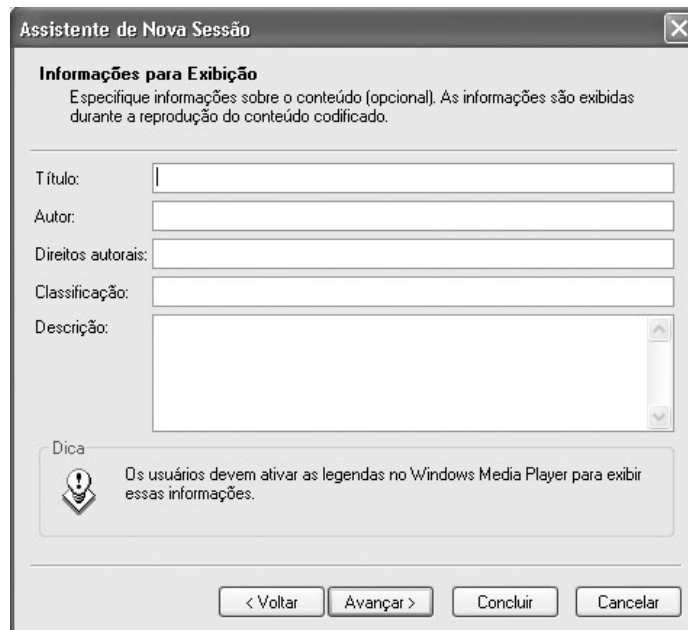 Assistente de Nova Sessão
Informações para Exibição
Especifique informações sobre o conteúdo (opcional). As informações são exibidas
durante a reprodução do conteúdo codificado.
Título:
Autor:
Direitos autorais:
Classificação:
Descrição:
Dica
Os usuários devem ativar as legendas no Windows Media Player para exibir
essas informações.
< Voltar
Avançar >
Concluir
Cancelar